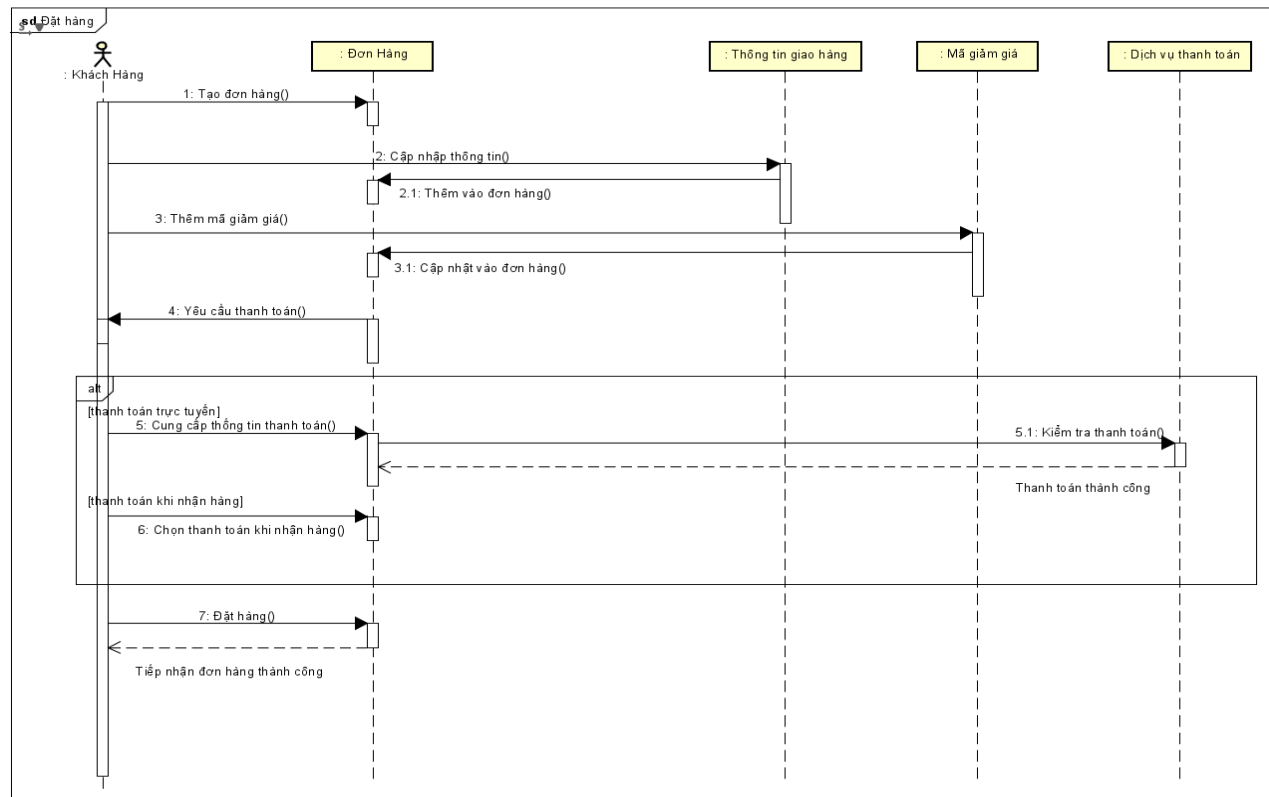 sd Đặt hàng
: Khách Hàng
: Đơn Hàng
: Thông tin giao hàng
: Mã giảm giá
: Dịch vụ thanh toán
1: Tạo đơn hàng()
2: Cập nhập thông tin()
2.1: Thêm vào đơn hàng()
3: Thêm mã giảm giá()
3.1: Cập nhật vào đơn hàng()
4: Yêu cầu thanh toán()
alt
[thanh toán trực tuyến]
5: Cung cấp thông tin thanh toán()
5.1: Kiểm tra thanh toán()
Thanh toán thành công
[thanh toán khi nhận hàng]
6: Chọn thanh toán khi nhận hàng()
7: Đặt hàng()
Tiếp nhận đơn hàng thành công